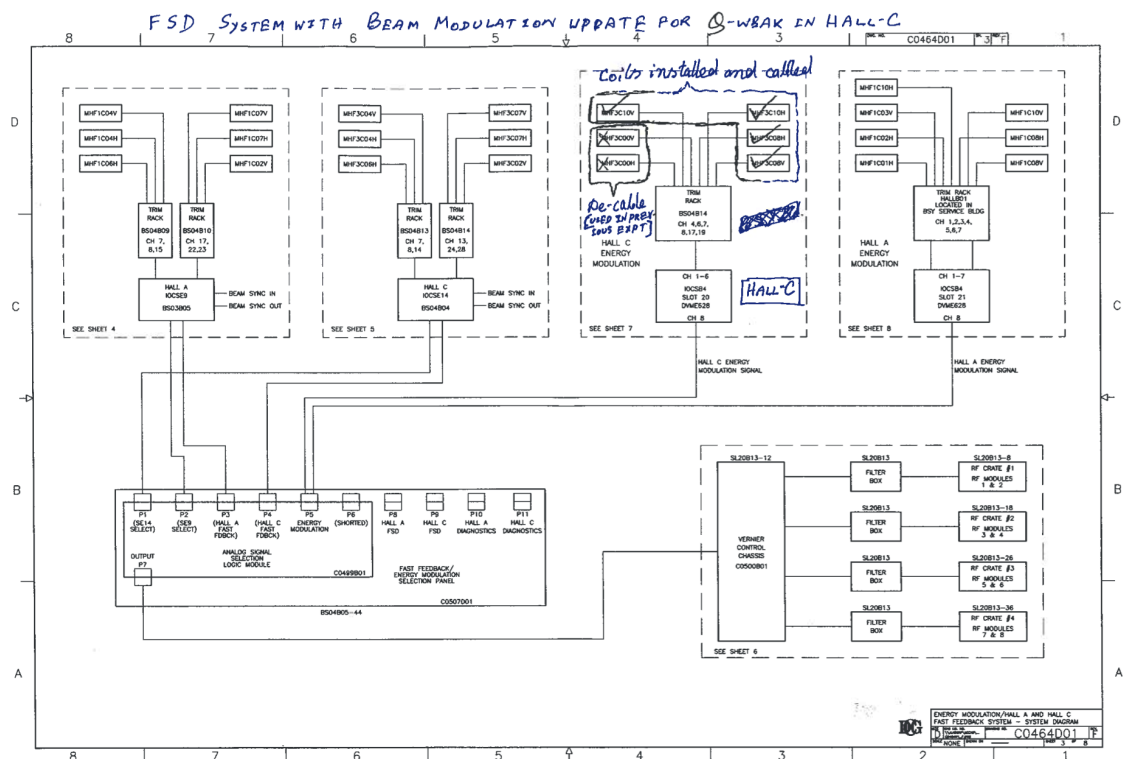 FSD SYSTEM WITH BEAM MODULATION UPDATE FOR Q-WEAK IN HALL-C
8 7 6 5 4 3 1
C0464D01 3 F
D
C
B
A
D
C
B
A
MHF1C04V
MHF1C04H
MHF1C06H
MHF1C07V
MHF1C07H
MHF1C02V
TRIM
RACK
BS04B09
CH 7,
8,15
TRIM
RACK
BS04B10
CH 17,
22,23
HALL A
IOCSE9
BS03B05
BEAM SYNC IN
BEAM SYNC OUT
SEE SHEET 4
MHF3C04V
MHF3C04H
MHF3C06H
MHF3C07V
MHF3C07H
MHF3C02V
TRIM
RACK
BS04B13
CH 7,
8,14
TRIM
RACK
BS04B14
CH 13,
24,28
HALL C
IOCSE14
BS04B04
BEAM SYNC IN
BEAM SYNC OUT
SEE SHEET 5
Coils installed and cabled
MHF3C10V
MHF3C00V
MHF3C00H
MHF3C10H
MHF3C08H
MHF3C08V
De-cable
[USED IN PREV-
IOUS EXPT]
TRIM
RACK
BS04B14
CH 4,6,7,
8,17,19
HALL C
ENERGY
MODULATION
CH 1-6
IOCSB4
SLOT 20
DVME628
CH 8
HALL-C
SEE SHEET 7
HALL C ENERGY
MODULATION SIGNAL
MHF1C10H
MHF1C03V
MHF1C02H
MHF1C01H
MHF1C10V
MHF1C08H
MHF1C08V
TRIM RACK
HALLB01
LOCATED IN
BSY SERVICE BLDG
CH 1,2,3,4,
5,6,7
HALL A
ENERGY
MODULATION
CH 1-7
IOCSB4
SLOT 21
DVME628
CH 8
SEE SHEET 8
HALL A ENERGY
MODULATION SIGNAL
P1
(SE14
SELECT)
P2
(SE9
SELECT)
P3
(HALL A
FAST
FDBCK)
P4
(HALL C
FAST
FDBCK)
P5
ENERGY
MODULATION
P6
(SHORTED)
P8
HALL A
FSD
P9
HALL C
FSD
P10
HALL A
DIAGNOSTICS
P11
HALL C
DIAGNOSTICS
OUTPUT
P7
ANALOG SIGNAL
SELECTION
LOGIC MODULE
C0499B01
FAST FEEDBACK/
ENERGY MODULATION
SELECTION PANEL
C0507D01
BS04B05-44
SL20B13-12
VERNIER
CONTROL
CHASSIS
C0500B01
SL20B13
FILTER
BOX
SL20B13-8
RF CRATE #1
RF MODULES
1 & 2
SL20B13
FILTER
BOX
SL20B13-18
RF CRATE #2
RF MODULES
3 & 4
SL20B13
FILTER
BOX
SL20B13-26
RF CRATE #3
RF MODULES
5 & 6
SL20B13
FILTER
BOX
SL20B13-36
RF CRATE #4
RF MODULES
7 & 8
SEE SHEET 6
ENERGY MODULATION/HALL A AND HALL C
FAST FEEDBACK SYSTEM - SYSTEM DIAGRAM
D C0464D01 F
NONE 3 8
8 7 6 5 4 3 2 1